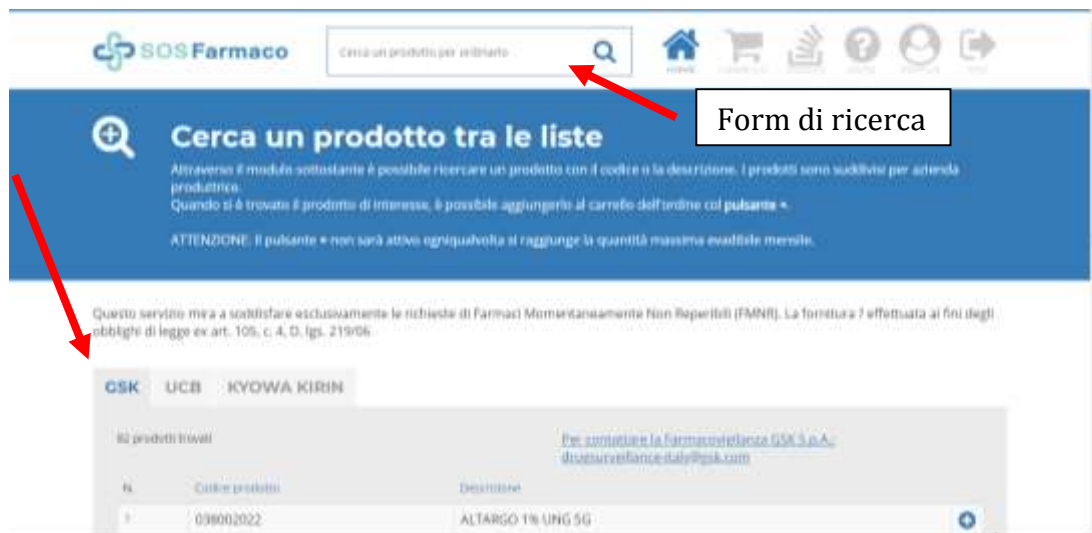 SOS Farmaco
Cerca un prodotto per ordinarlo
HOME
Form di ricerca
Cerca un prodotto tra le liste
Attraverso il modulo sottostante è possibile ricercare un prodotto con il codice o la descrizione. I prodotti sono suddivisi per azienda
produttrice.
Quando si è trovato il prodotto di interesse, è possibile aggiungerlo al carrello dell'ordine col pulsante +.
ATTENZIONE: Il pulsante + non sarà attivo ogniqualvolta si raggiunge la quantità massima evadibile mensile.
Questo servizio mira a soddisfare esclusivamente le richieste di Farmaci Momentaneamente Non Reperibili (FMNR). La fornitura ? effettuata ai fini degli
obblighi di legge ex art. 105, c. 4, D. lgs. 219/06
GSK UCB KYOWA KIRIN
82 prodotti trovati
Per contattare la Farmacovigilanza GSK S.p.A.:
drugsurveillance-italy@gsk.com
N. Codice prodotto Descrizione
1 038002022 ALTARGO 1% UNG 5G